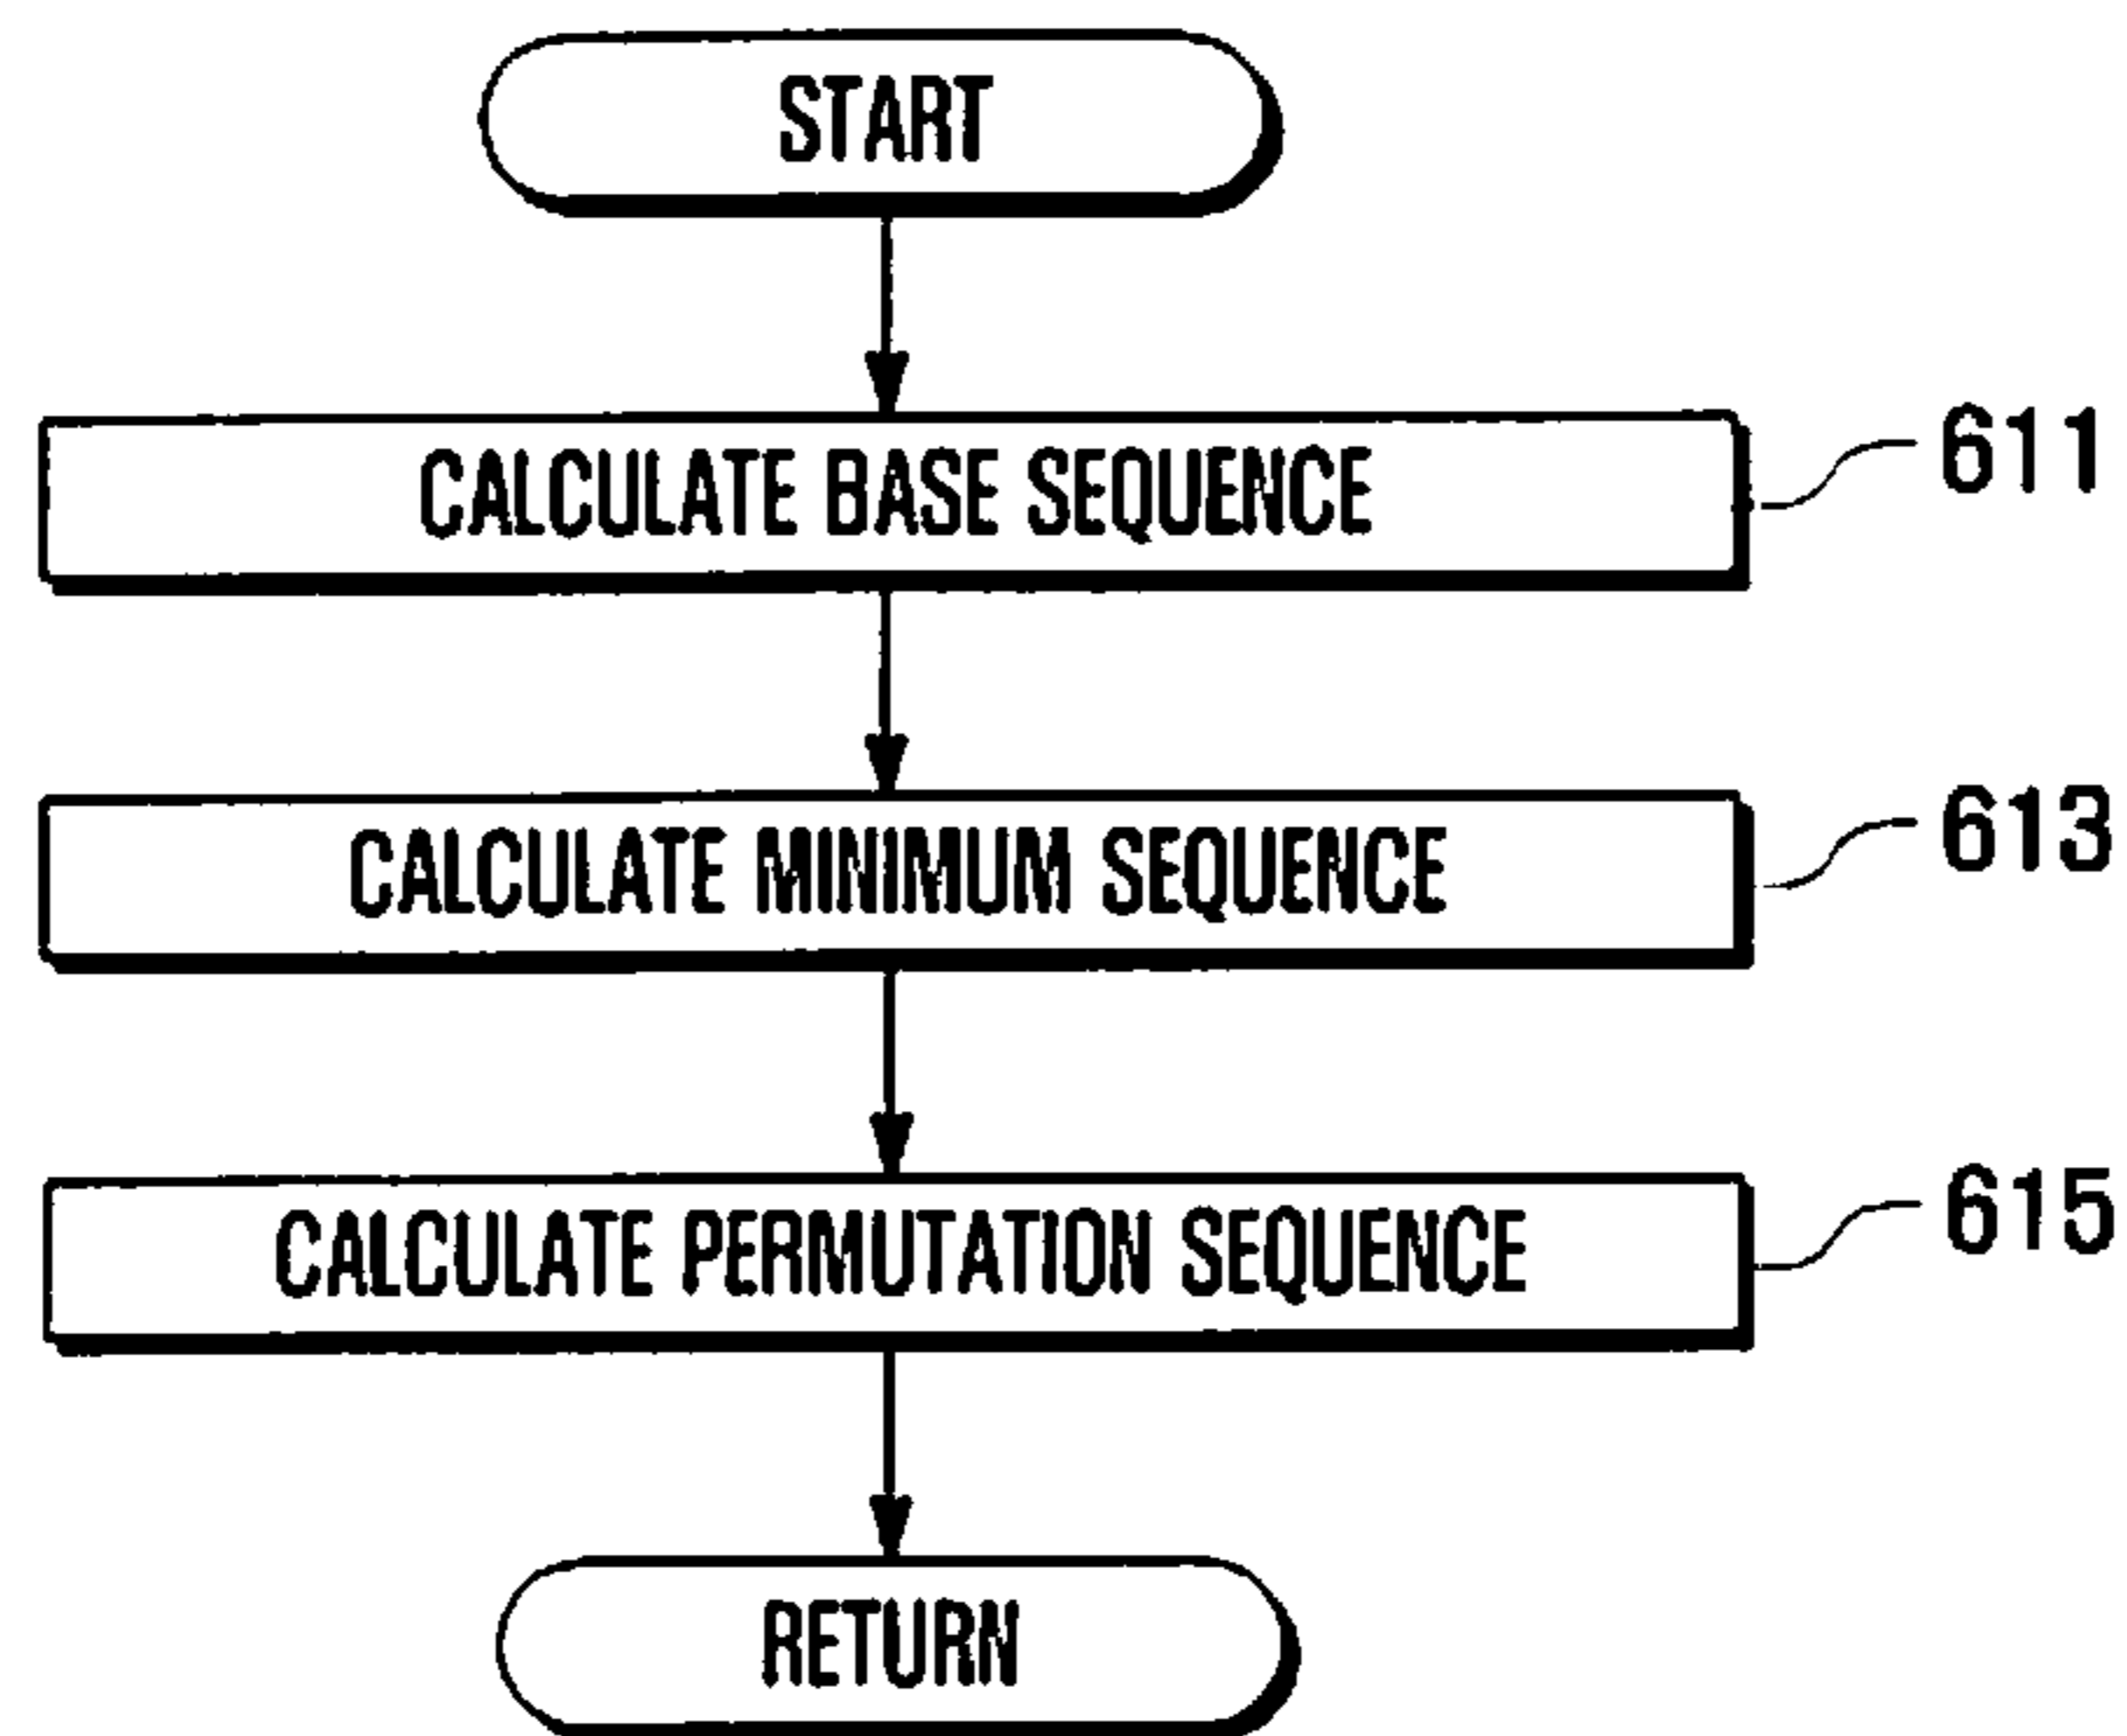 START
CALCULATE BASE SEQUENCE
611
CALCULATE MINIMUM SEQUENCE
613
CALCULATE PERMUTATION SEQUENCE
615
RETURN